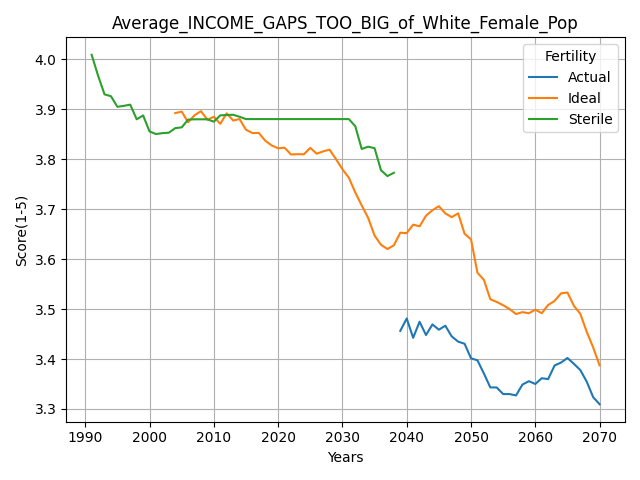 Average_INCOME_GAPS_TOO_BIG_of_White_Female_Pop
Fertility
Actual
Ideal
Sterile
Score(1-5)
4.0
3.9
3.8
3.7
3.6
3.5
3.4
3.3
1990 2000 2010 2020 2030 2040 2050 2060 2070
Years